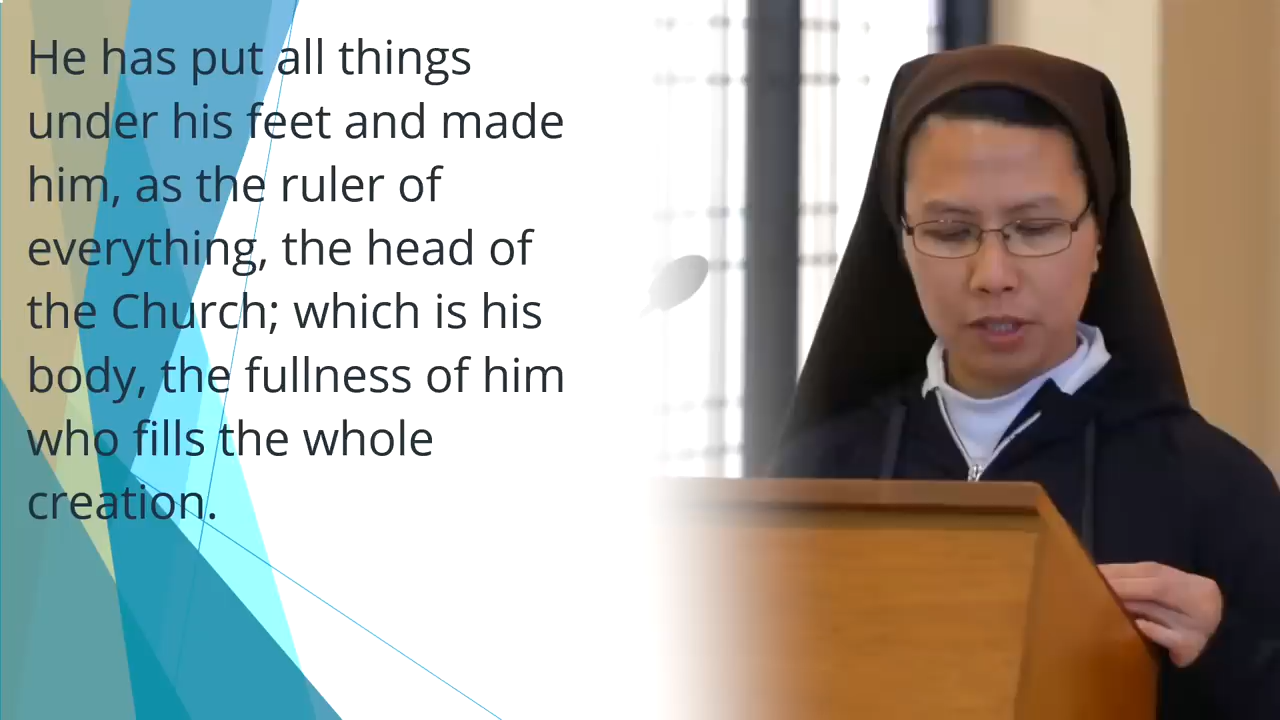 He has put all things
under his feet and made
him, as the ruler of
everything, the head of
the Church; which is his
body, the fullness of him
who fills the whole
creation.